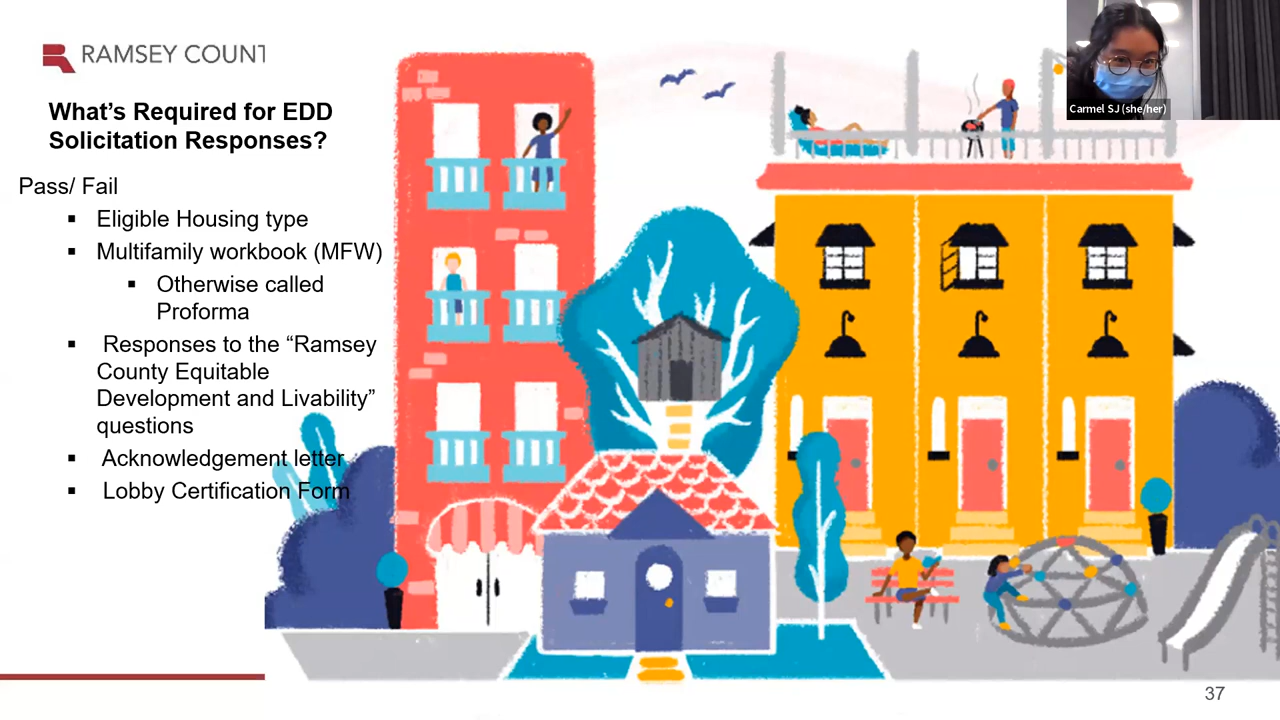 RAMSEY COUNT
What’s Required for EDD
Solicitation Responses?
Pass/ Fail
▪ Eligible Housing type
▪ Multifamily workbook (MFW)
▪ Otherwise called
Proforma
▪ Responses to the “Ramsey
County Equitable
Development and Livability”
questions
▪ Acknowledgement letter
▪ Lobby Certification Form
Carmel SJ (she/her)
37